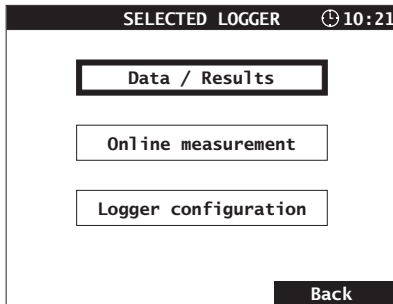 SELECTED LOGGER 10:21
Data / Results
Online measurement
Logger configuration
Back